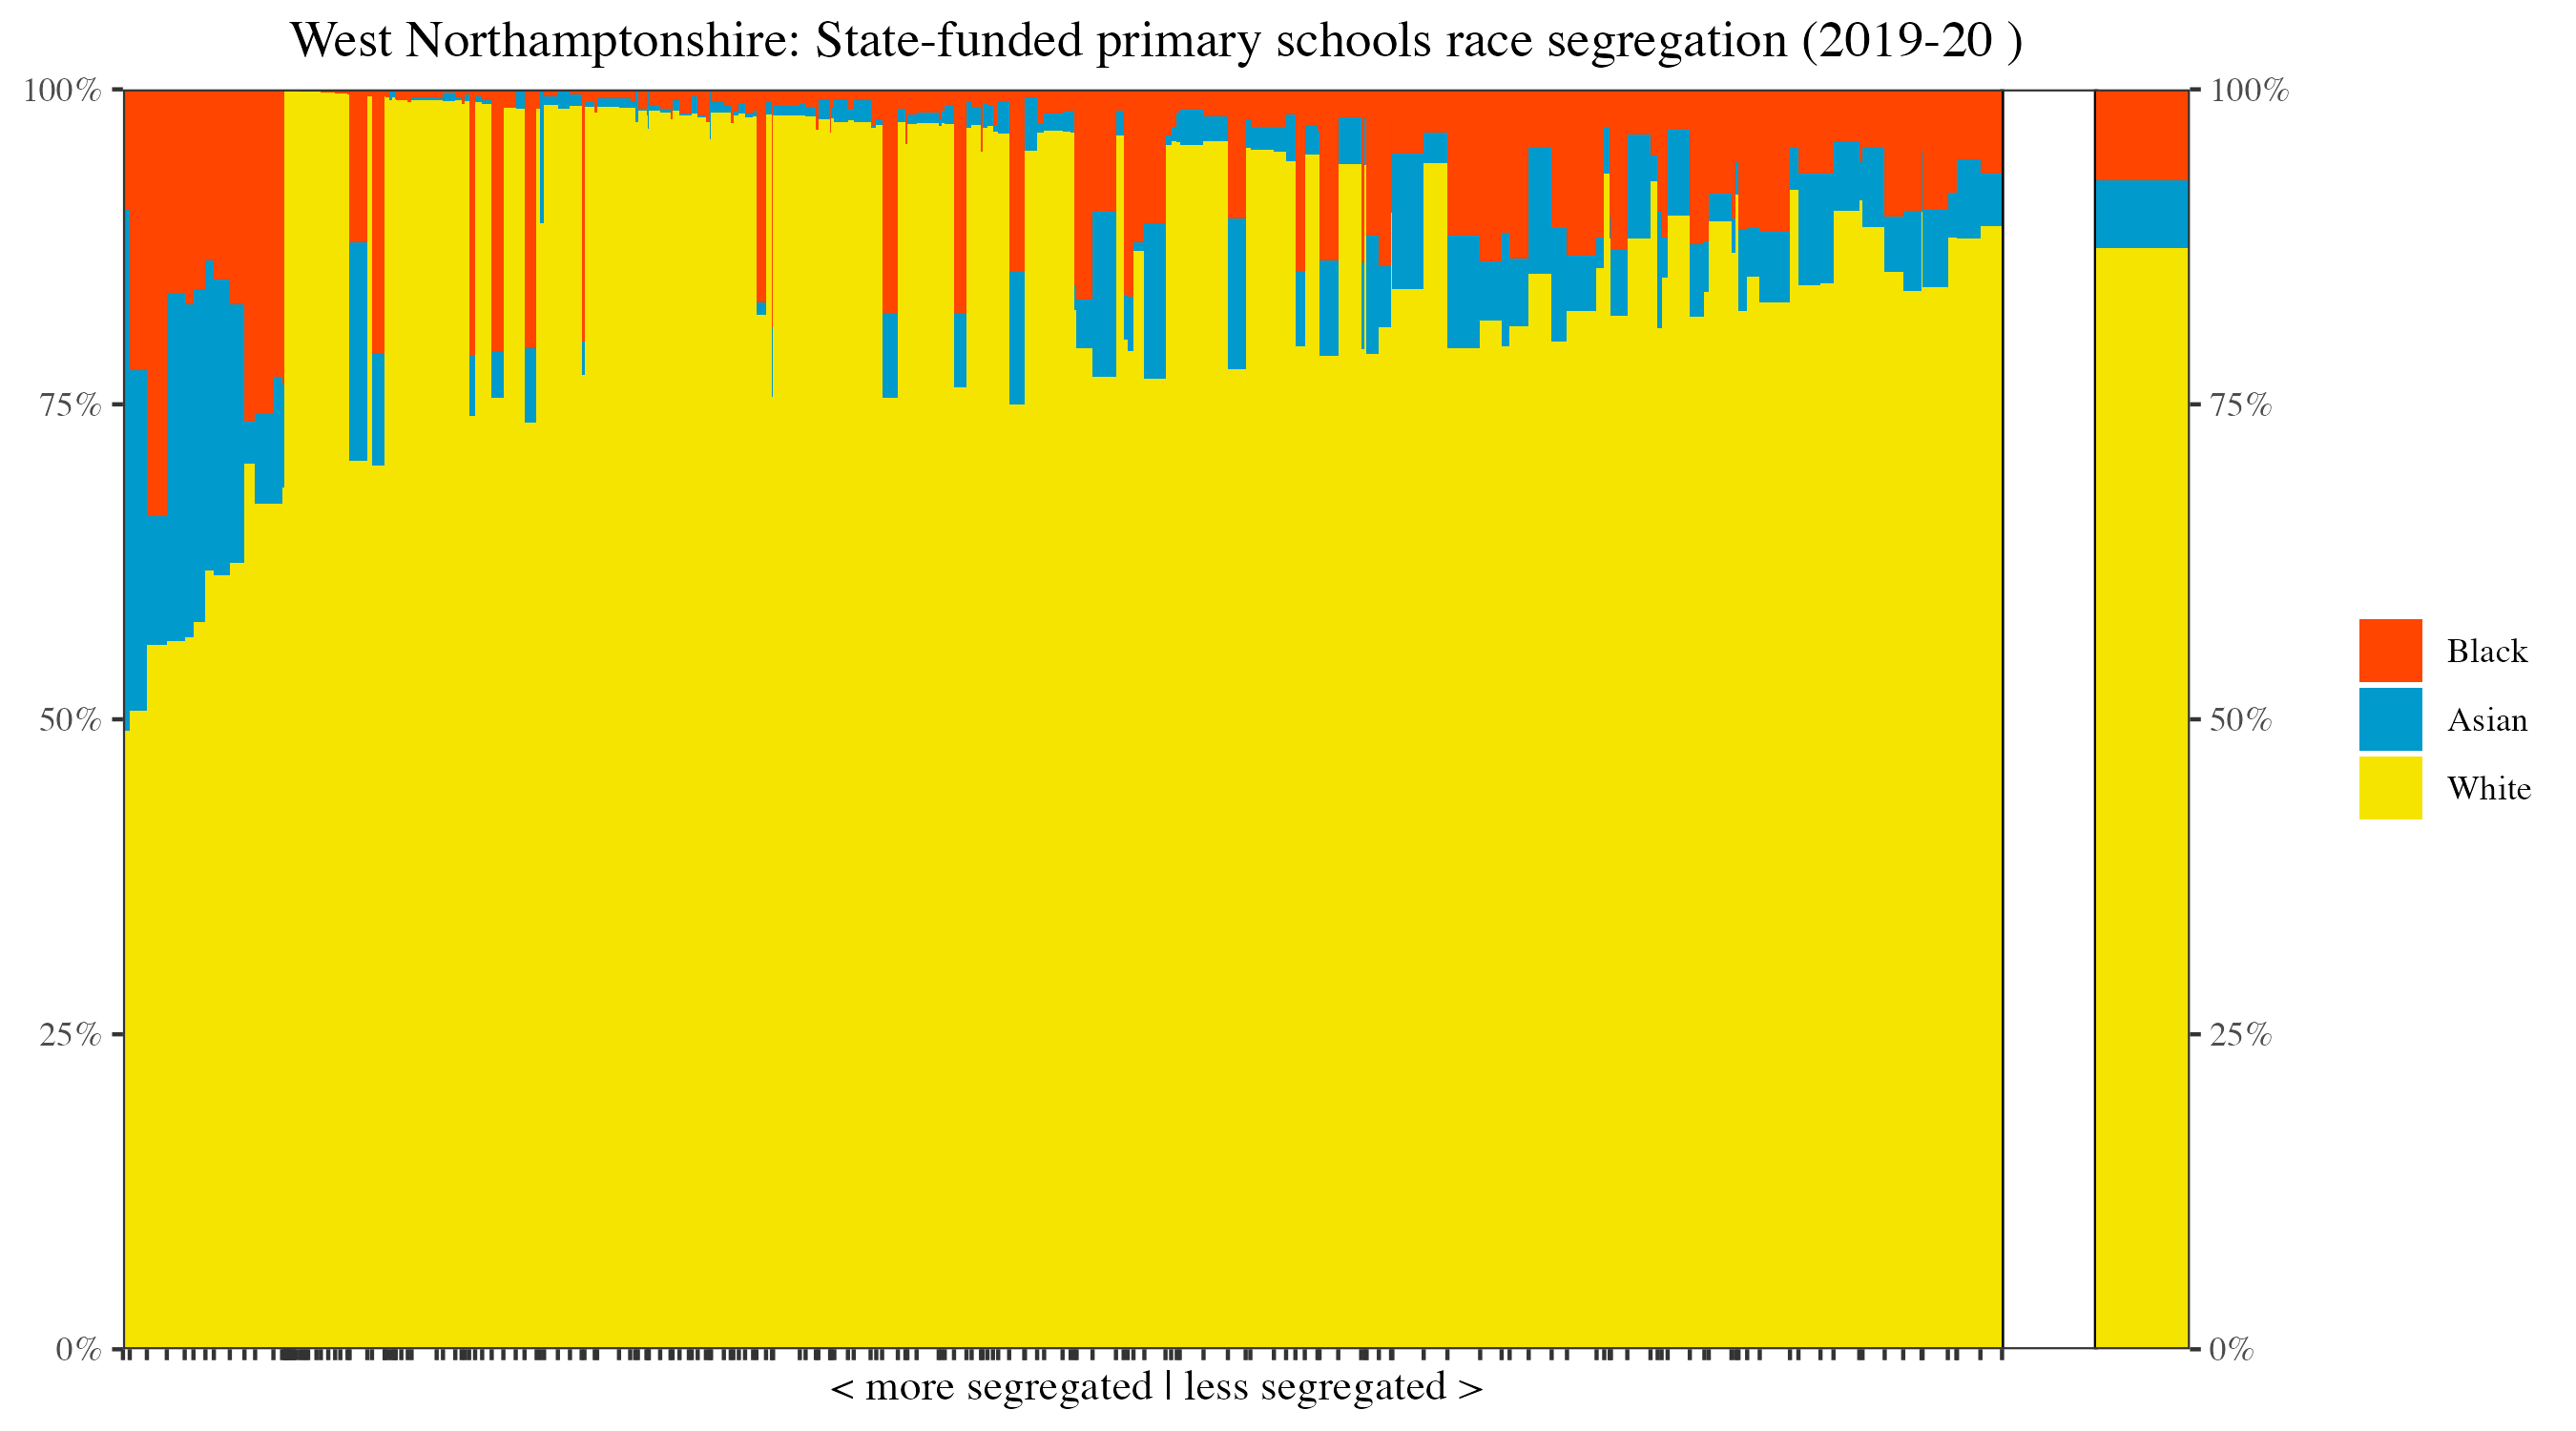 West Northamptonshire: State-funded primary schools race segregation (2019-20 )
100%
75%
50%
25%
0%
100%
75%
50%
25%
0%
Black
Asian
White
< more segregated | less segregated >